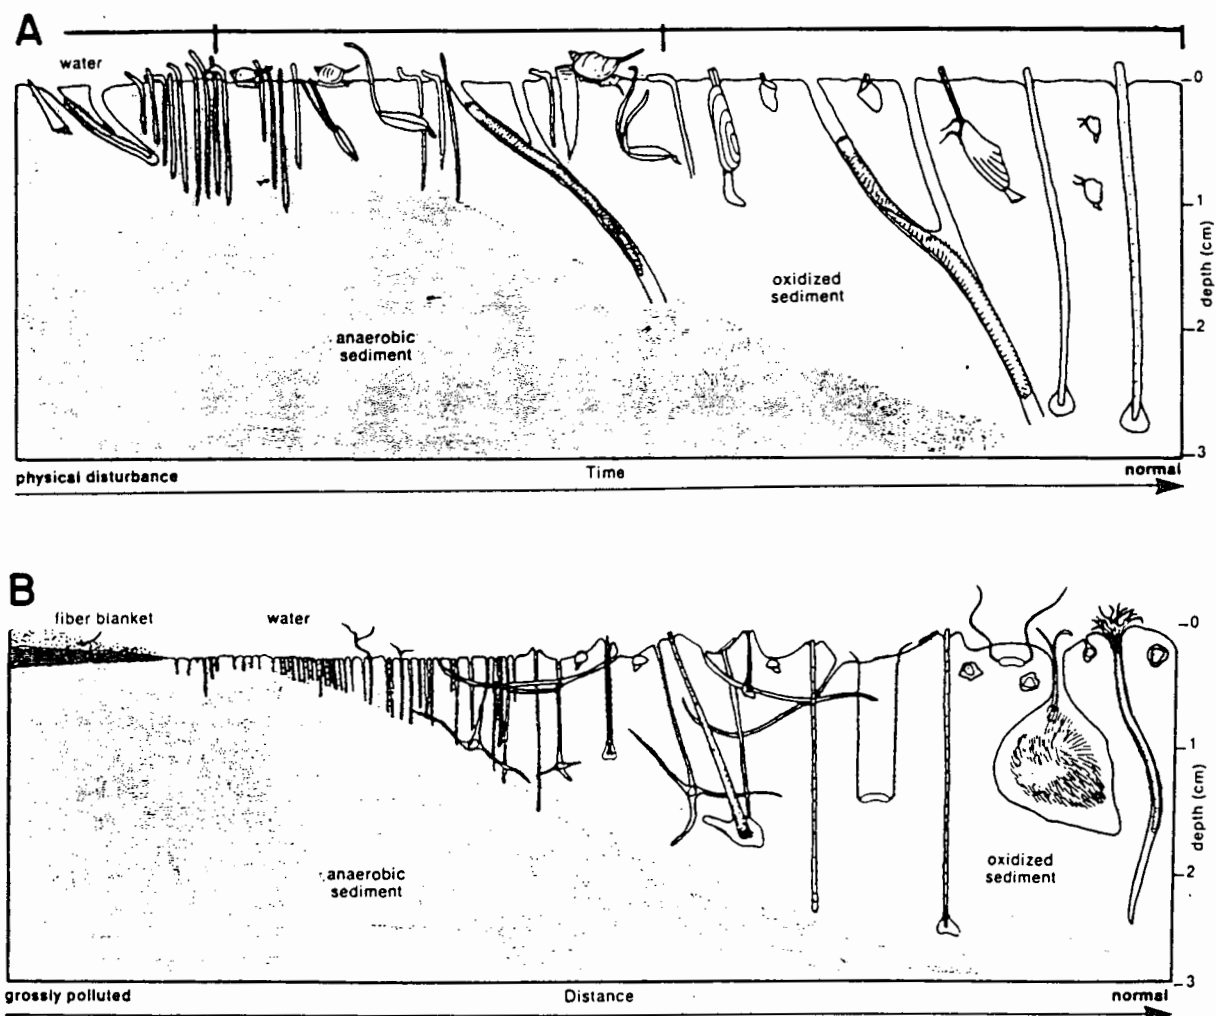 A
water
0
1
oxidized
sediment
depth (cm)
anaerobic
sediment
2
3
physical disturbance
Time
normal
B
fiber blanket
water
0
1
depth (cm)
anaerobic
sediment
oxidized
sediment
2
3
grossly polluted
Distance
normal